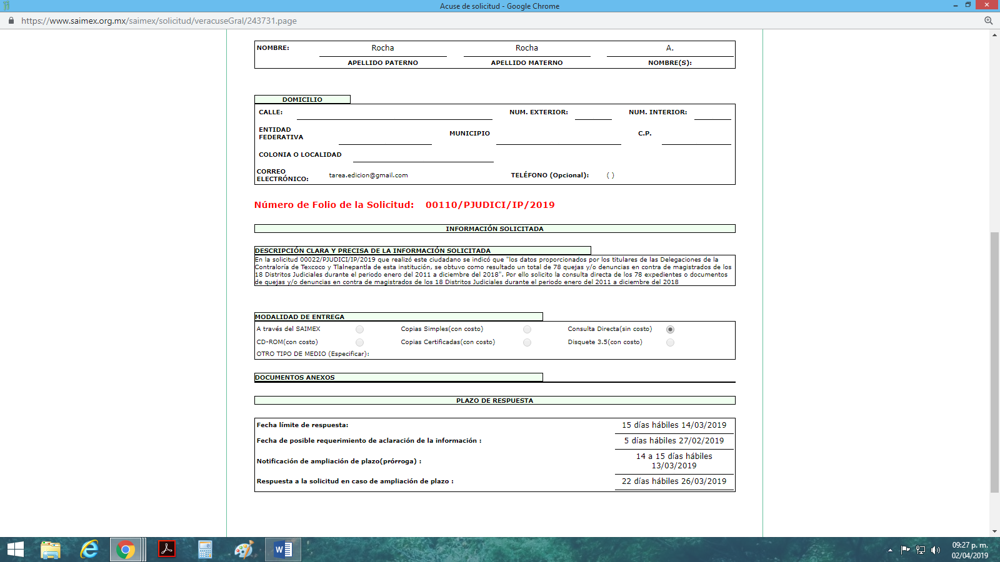 Acuse de solicitud - Google Chrome
https://www.saimex.org.mx/saimex/solicitud/veracuseGral/243731.page
NOMBRE: Rocha Rocha A.
APELLIDO PATERNO APELLIDO MATERNO NOMBRE(S):
DOMICILIO
CALLE: NUM. EXTERIOR: NUM. INTERIOR:
ENTIDAD
FEDERATIVA MUNICIPIO C.P.
COLONIA O LOCALIDAD
CORREO
ELECTRÓNICO: tarea.edicion@gmail.com TELÉFONO (Opcional): ( )
Número de Folio de la Solicitud: 00110/PJUDICI/IP/2019
INFORMACIÓN SOLICITADA
DESCRIPCIÓN CLARA Y PRECISA DE LA INFORMACIÓN SOLICITADA
En la solicitud 00022/PJUDICI/IP/2019 que realizó este ciudadano se indicó que "los datos proporcionados por los titulares de las Delegaciones de la
Contraloría de Texcoco y Tlalnepantla de esta institución, se obtuvo como resultado un total de 78 quejas y/o denuncias en contra de magistrados de los
18 Distritos Judiciales durante el periodo enero del 2011 a diciembre del 2018". Por ello solicito la consulta directa de los 78 expedientes o documentos
de quejas y/o denuncias en contra de magistrados de los 18 Distritos Judiciales durante el periodo enero del 2011 a diciembre del 2018
MODALIDAD DE ENTREGA
A través del SAIMEX Copias Simples(con costo) Consulta Directa(sin costo)
CD-ROM(con costo) Copias Certificadas(con costo) Disquete 3.5(con costo)
OTRO TIPO DE MEDIO (Especificar):
DOCUMENTOS ANEXOS
PLAZO DE RESPUESTA
Fecha límite de respuesta: 15 días hábiles 14/03/2019
Fecha de posible requerimiento de aclaración de la información : 5 días hábiles 27/02/2019
Notificación de ampliación de plazo(prórroga) : 14 a 15 días hábiles
13/03/2019
Respuesta a la solicitud en caso de ampliación de plazo : 22 días hábiles 26/03/2019
09:27 p. m.
02/04/2019